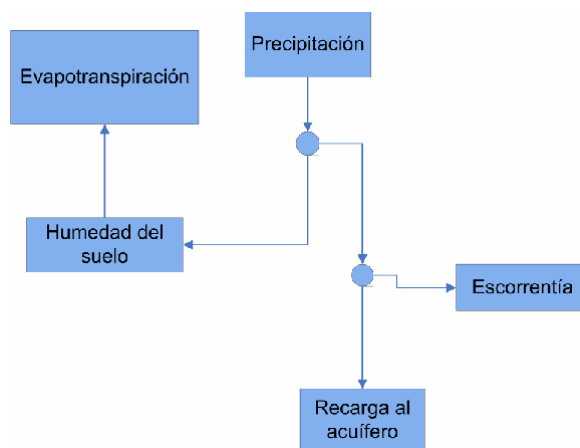 Precipitación
Evapotranspiración
Humedad del
suelo
Escorrentía
Recarga al
acuífero